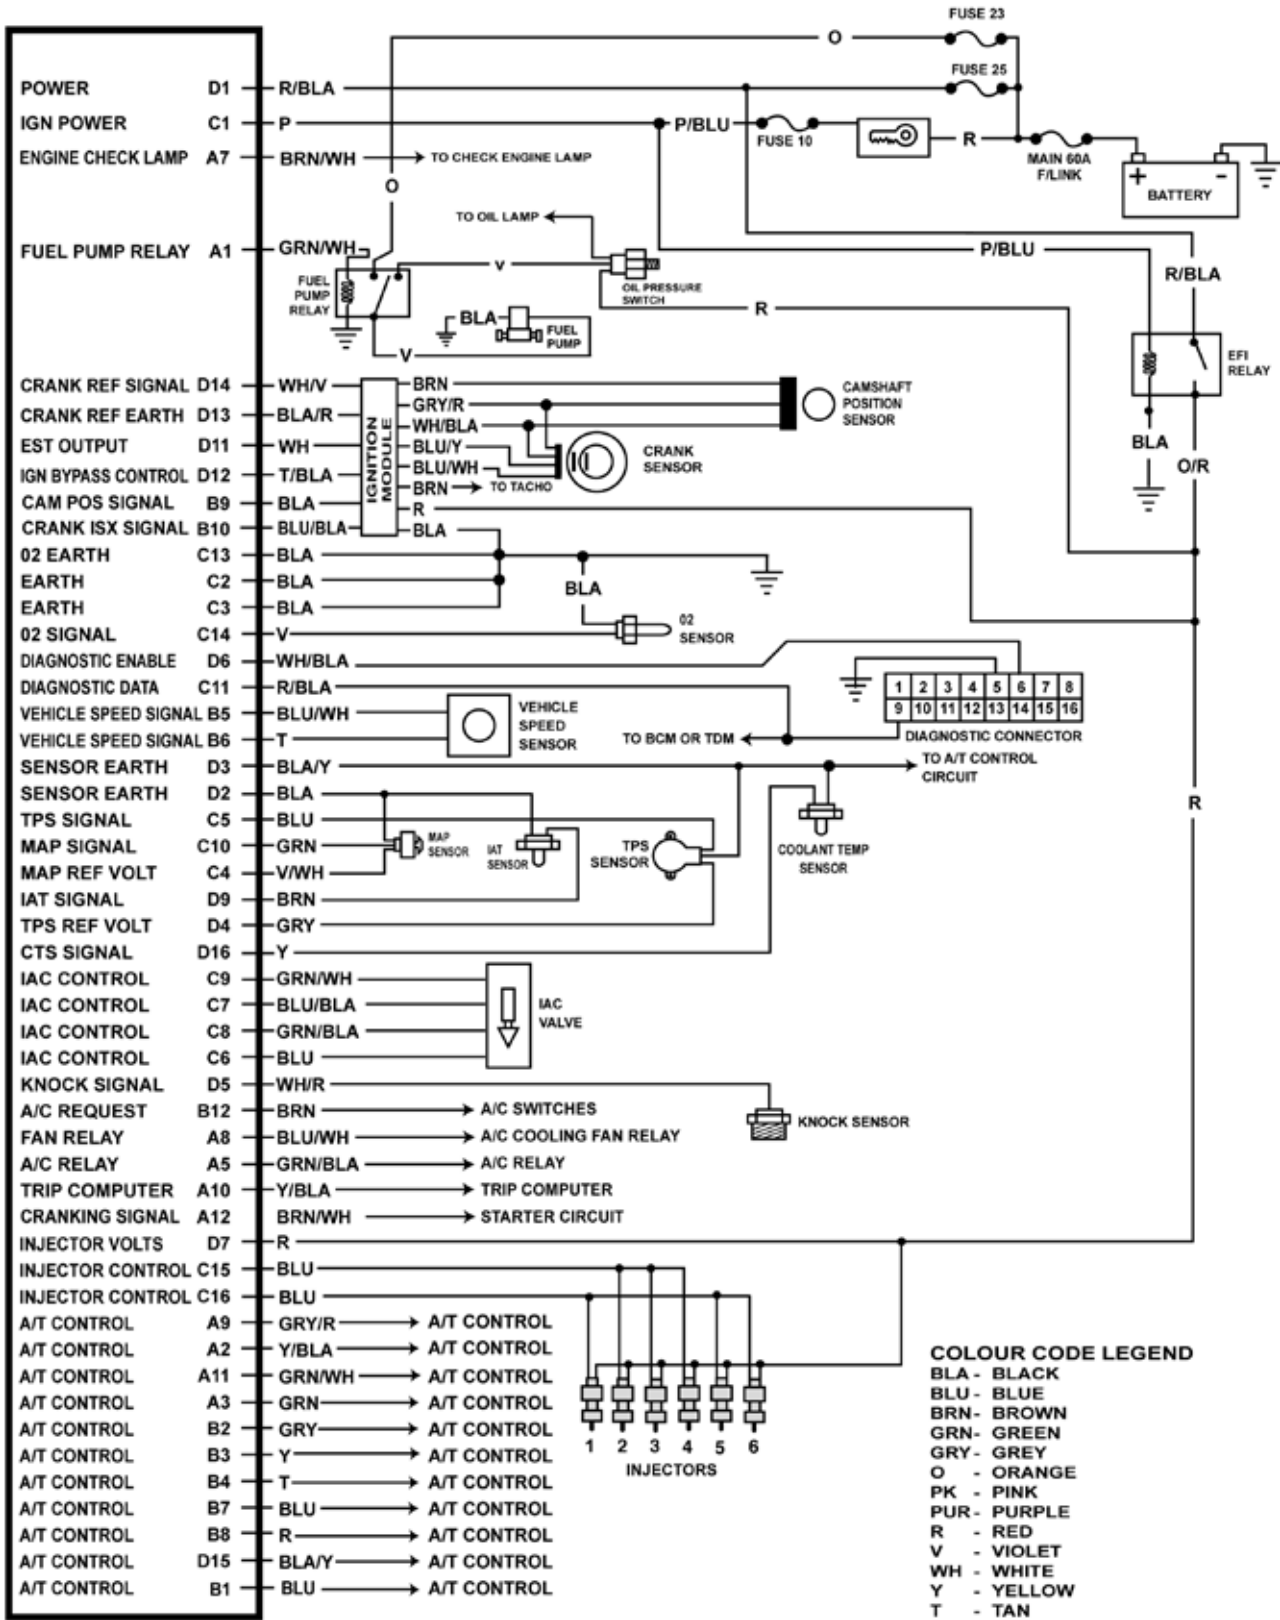 FUSE 23
O
FUSE 25
POWER D1 R/BLA
IGN POWER C1 P P/BLU FUSE 10 R MAIN 60A F/LINK
+ -
BATTERY
ENGINE CHECK LAMP A7 BRN/WH TO CHECK ENGINE LAMP
O
TO OIL LAMP
FUEL PUMP RELAY A1 GRN/WH
V
P/BLU
R/BLA
FUEL PUMP RELAY
OIL PRESSURE SWITCH
R
BLA
FUEL PUMP
V
EFI RELAY
BLA
O/R
CRANK REF SIGNAL D14 WH/V BRN
CRANK REF EARTH D13 BLA/R GRY/R
WH/BLA
EST OUTPUT D11 WH BLU/Y
IGN BYPASS CONTROL D12 T/BLA BLU/WH
BRN TO TACHO
CAM POS SIGNAL B9 BLA R
CRANK ISX SIGNAL B10 BLU/BLA BLA
IGNITION MODULE
CAMSHAFT POSITION SENSOR
CRANK SENSOR
02 EARTH C13 BLA
EARTH C2 BLA
BLA
EARTH C3 BLA
02 SIGNAL C14 V
02 SENSOR
DIAGNOSTIC ENABLE D6 WH/BLA
DIAGNOSTIC DATA C11 R/BLA
1 2 3 4 5 6 7 8
9 10 11 12 13 14 15 16
DIAGNOSTIC CONNECTOR
VEHICLE SPEED SIGNAL B5 BLU/WH
VEHICLE SPEED SIGNAL B6 T
VEHICLE SPEED SENSOR
TO BCM OR TDM
SENSOR EARTH D3 BLA/Y
TO A/T CONTROL CIRCUIT
SENSOR EARTH D2 BLA
R
TPS SIGNAL C5 BLU
MAP SIGNAL C10 GRN
MAP REF VOLT C4 V/WH
MAP SENSOR
IAT SENSOR
TPS SENSOR
COOLANT TEMP SENSOR
IAT SIGNAL D9 BRN
TPS REF VOLT D4 GRY
CTS SIGNAL D16 Y
IAC CONTROL C9 GRN/WH
IAC CONTROL C7 BLU/BLA
IAC CONTROL C8 GRN/BLA
IAC CONTROL C6 BLU
IAC VALVE
KNOCK SIGNAL D5 WH/R
KNOCK SENSOR
A/C REQUEST B12 BRN A/C SWITCHES
FAN RELAY A8 BLU/WH A/C COOLING FAN RELAY
A/C RELAY A5 GRN/BLA A/C RELAY
TRIP COMPUTER A10 Y/BLA TRIP COMPUTER
CRANKING SIGNAL A12 BRN/WH STARTER CIRCUIT
INJECTOR VOLTS D7 R
INJECTOR CONTROL C15 BLU
INJECTOR CONTROL C16 BLU
A/T CONTROL A9 GRY/R A/T CONTROL
A/T CONTROL A2 Y/BLA A/T CONTROL
A/T CONTROL A11 GRN/WH A/T CONTROL
A/T CONTROL A3 GRN A/T CONTROL
A/T CONTROL B2 GRY A/T CONTROL
A/T CONTROL B3 Y A/T CONTROL
A/T CONTROL B4 T A/T CONTROL
A/T CONTROL B7 BLU A/T CONTROL
A/T CONTROL B8 R A/T CONTROL
A/T CONTROL D15 BLA/Y A/T CONTROL
A/T CONTROL B1 BLU A/T CONTROL
1 2 3 4 5 6
INJECTORS
COLOUR CODE LEGEND
BLA - BLACK
BLU - BLUE
BRN - BROWN
GRN - GREEN
GRY - GREY
O - ORANGE
PK - PINK
PUR - PURPLE
R - RED
V - VIOLET
WH - WHITE
Y - YELLOW
T - TAN